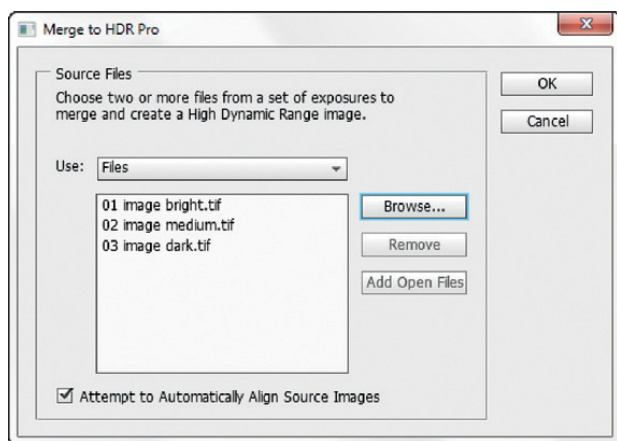 Merge to HDR Pro
Source Files
Choose two or more files from a set of exposures to
merge and create a High Dynamic Range image.
OK
Cancel
Use: Files
01 image bright.tif
02 image medium.tif
03 image dark.tif
Browse...
Remove
Add Open Files
Attempt to Automatically Align Source Images